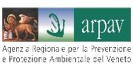 arpav
Agenzia Regionale per la Prevenzione
e Protezione Ambientale del Veneto